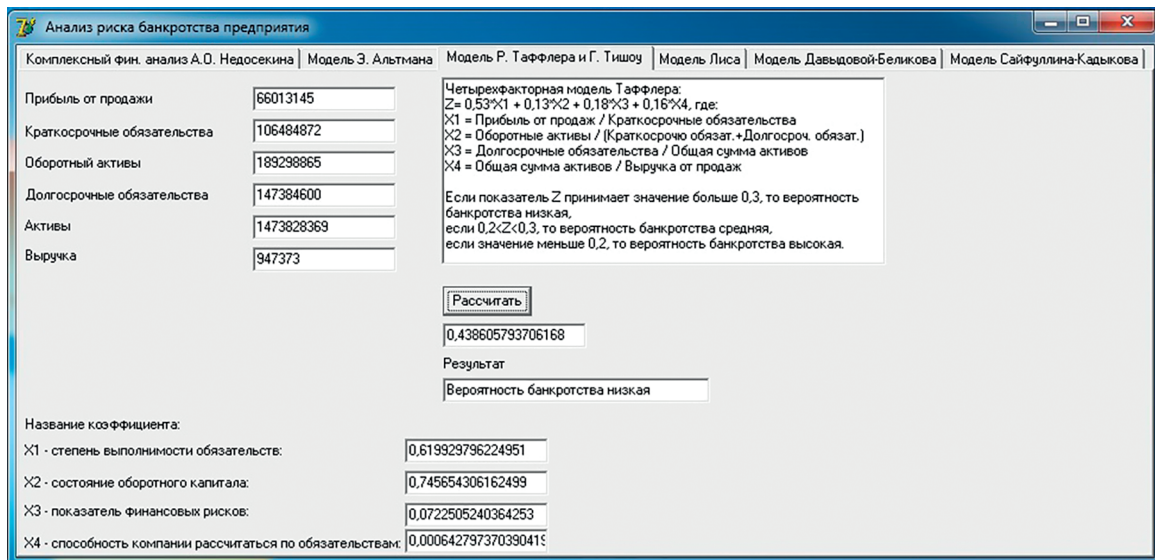 Анализ риска банкротства предприятия
Комплексный фин. анализ А.О. Недосекина
Модель Э. Альтмана
Модель Р. Таффлера и Г. Тишоу
Модель Лиса
Модель Давыдовой-Беликова
Модель Сайфуллина-Кадыкова
Прибыль от продажи 66013145
Краткосрочные обязательства 106484872
Оборотный активы 189298865
Долгосрочные обязательства 147384600
Активы 1473828369
Выручка 947373
Четырехфакторная модель Таффлера:
Z= 0,53*X1 + 0,13*X2 + 0,18*X3 + 0,16*X4, где:
X1 = Прибыль от продаж / Краткосрочные обязательства
X2 = Оборотные активы / (Краткосрочю обязат.+Долгосроч. обязат.)
X3 = Долгосрочные обязательства / Общая сумма активов
X4 = Общая сумма активов / Выручка от продаж
Если показатель Z принимает значение больше 0,3, то вероятность
банкротства низкая,
если 0,2<Z<0,3, то вероятность банкротства средняя,
если значение меньше 0,2, то вероятность банкротства высокая.
Рассчитать
0,438605793706168
Результат
Вероятность банкротства низкая
Название коэффициента:
X1 - степень выполнимости обязательств: 0,619929796224951
X2 - состояние оборотного капитала: 0,745654306162499
X3 - показатель финансовых рисков: 0,0722505240364253
X4 - способность компании рассчитаться по обязательствам: 0,000642797370390419